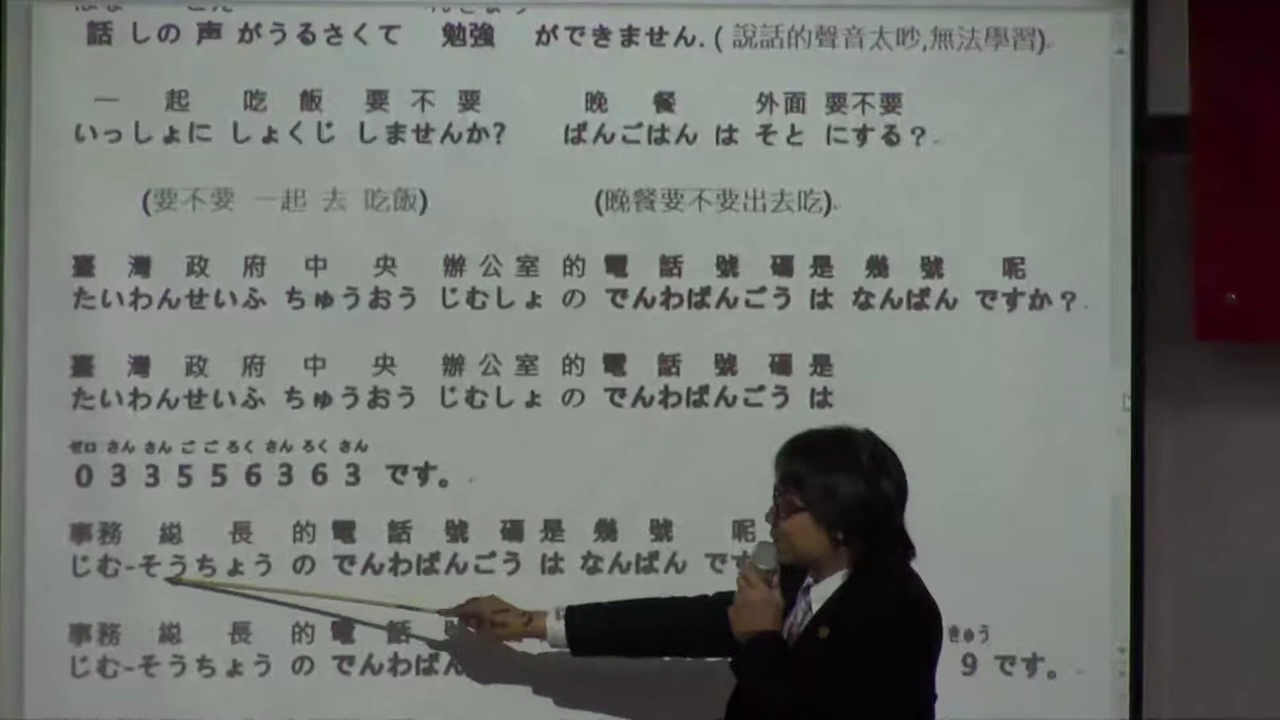 話 しの 声 がうるさくて 勉強 ができません.( 說話的聲音太吵,無法學習)
一 起 吃 飯 要 不 要 晚 餐 外面 要不要
いっしょに しょくじ しませんか? ばんごはん は そと にする？
(要不要 一起 去 吃飯) (晚餐要不要出去吃)
臺 灣 政 府 中 央 辦 公 室 的 電 話 號 碼 是 幾 號 呢
たいわんせいふ ちゅうおう じむしょ の でんわばんごう は なんばん ですか？
臺 灣 政 府 中 央 辦 公 室 的 電 話 號 碼 是
たいわんせいふ ちゅうおう じむしょ の でんわばんごう は
ゼロ さん さん ご ご ろく さん ろく さん
0 3 3 5 5 6 3 6 3 です。
事務 総 長 的 電 話 號 碼 是 幾 號 呢
じむ-そうちょう の でんわばんごう は なんばん です
事務 総 長 的 電 話
じむ-そうちょう の でんわばん
きゅう
9 です。